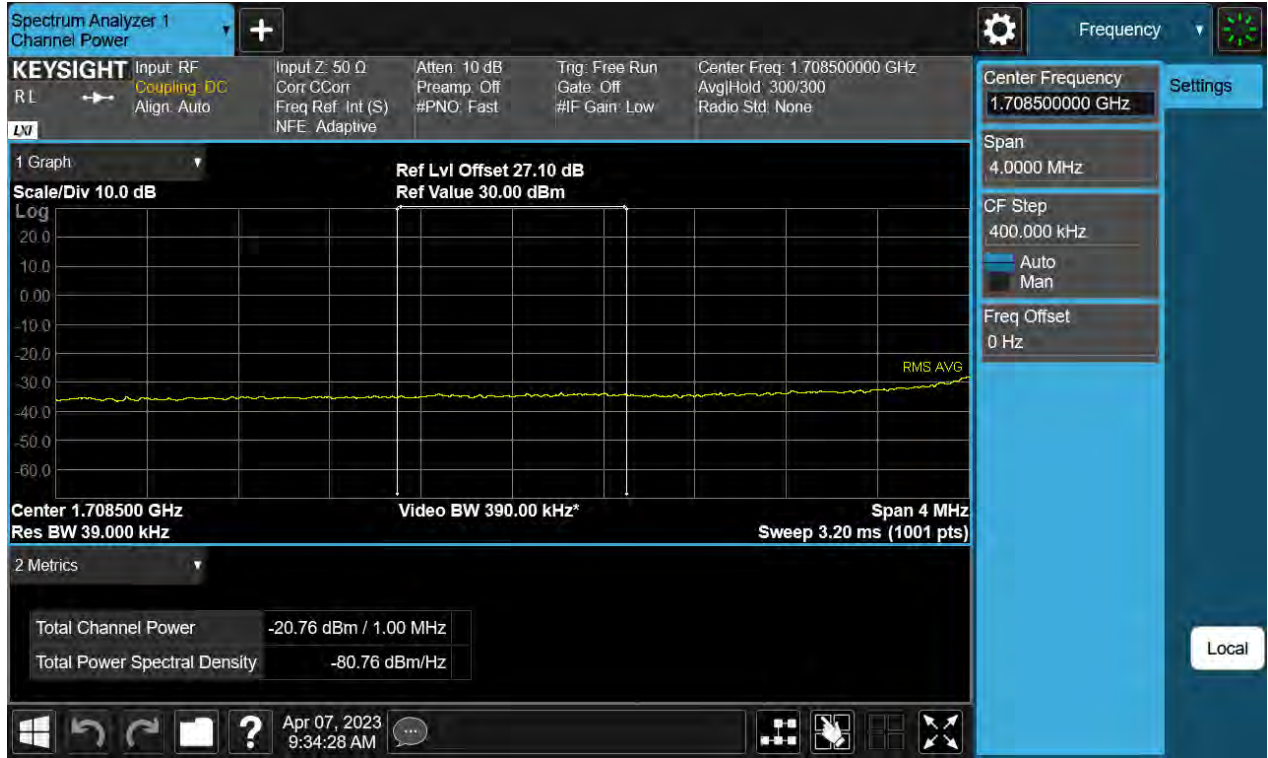 Spectrum Analyzer 1
Channel Power
+
Frequency
KEYSIGHT
RL
LXI
Input: RF
Coupling: DC
Align: Auto
Input Z: 50 Ω
Corr CCorr
Freq Ref: Int (S)
NFE: Adaptive
Atten: 10 dB
Preamp: Off
#PNO: Fast
Trig: Free Run
Gate: Off
#IF Gain: Low
Center Freq: 1.708500000 GHz
Avg|Hold: 300/300
Radio Std: None
Center Frequency
1.708500000 GHz
Settings
Span
4.0000 MHz
CF Step
400.000 kHz
Auto
Man
Freq Offset
0 Hz
1 Graph
Scale/Div 10.0 dB
Ref Lvl Offset 27.10 dB
Ref Value 30.00 dBm
Log
20.0
10.0
0.00
-10.0
-20.0
-30.0
-40.0
-50.0
-60.0
RMS AVG
Center 1.708500 GHz
Res BW 39.000 kHz
Video BW 390.00 kHz*
Span 4 MHz
Sweep 3.20 ms (1001 pts)
2 Metrics
Total Channel Power -20.76 dBm / 1.00 MHz
Total Power Spectral Density -80.76 dBm/Hz
Local
?
Apr 07, 2023
9:34:28 AM